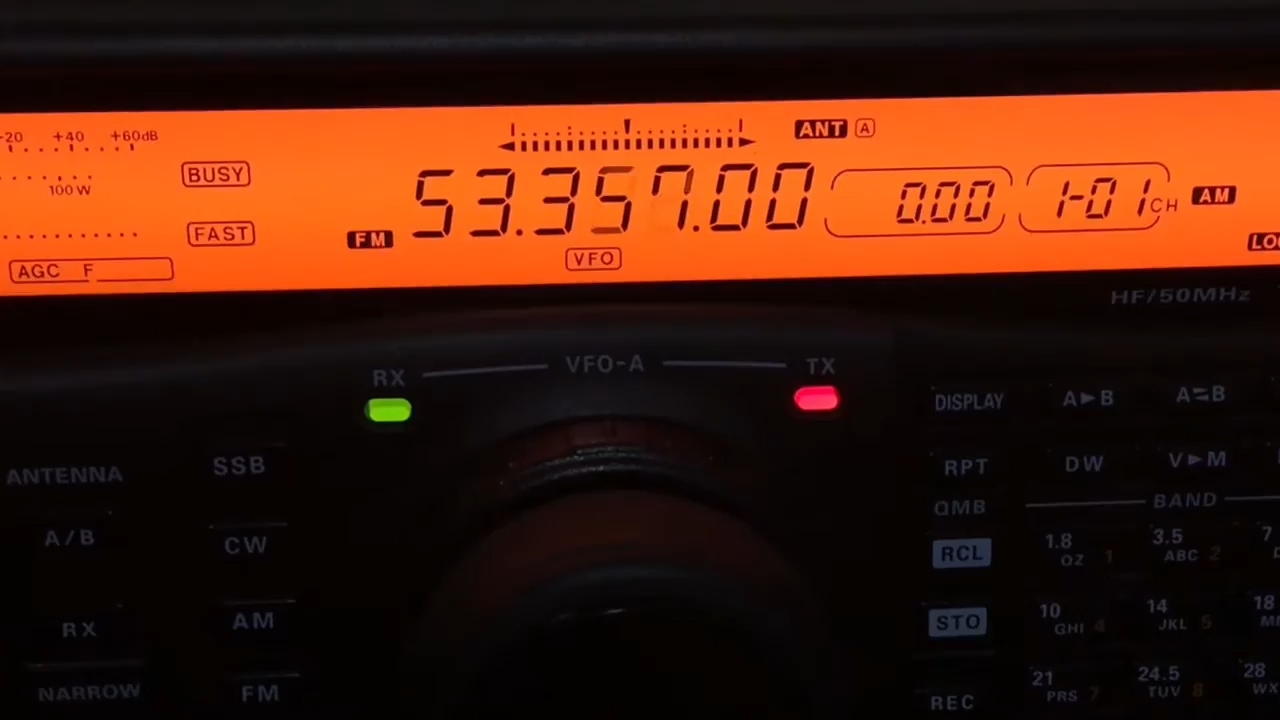 -20 +40 +60dB
ANT A
BUSY
100 W
53.357.00
0.00
1-01 CH
AM
FAST
FM
VFO
AGC F
HF/50MHz
RX
VFO-A
TX
DISPLAY
A►B
A=B
ANTENNA
SSB
RPT
DW
V►M
QMB
BAND
A/B
CW
RCL
1.8 QZ 1
3.5 ABC 2
RX
AM
STO
10 GHI 4
14 JKL 5
18
NARROW
FM
REC
21 PRS 7
24.5 TUV 8
28